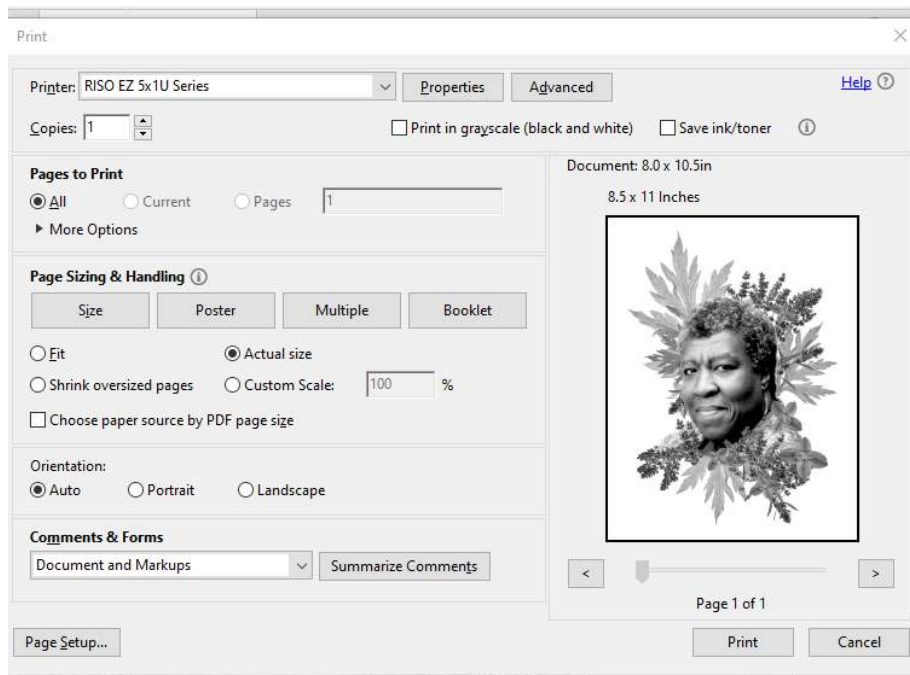 Print
Printer: RISO EZ 5x1U Series Properties Advanced Help
Copies: 1 Print in grayscale (black and white) Save ink/toner
Pages to Print
All Current Pages 1
More Options
Page Sizing & Handling
Size Poster Multiple Booklet
Fit Actual size
Shrink oversized pages Custom Scale: 100 %
Choose paper source by PDF page size
Orientation:
Auto Portrait Landscape
Comments & Forms
Document and Markups Summarize Comments
Document: 8.0 x 10.5in
8.5 x 11 Inches
< >
Page 1 of 1
Page Setup... Print Cancel